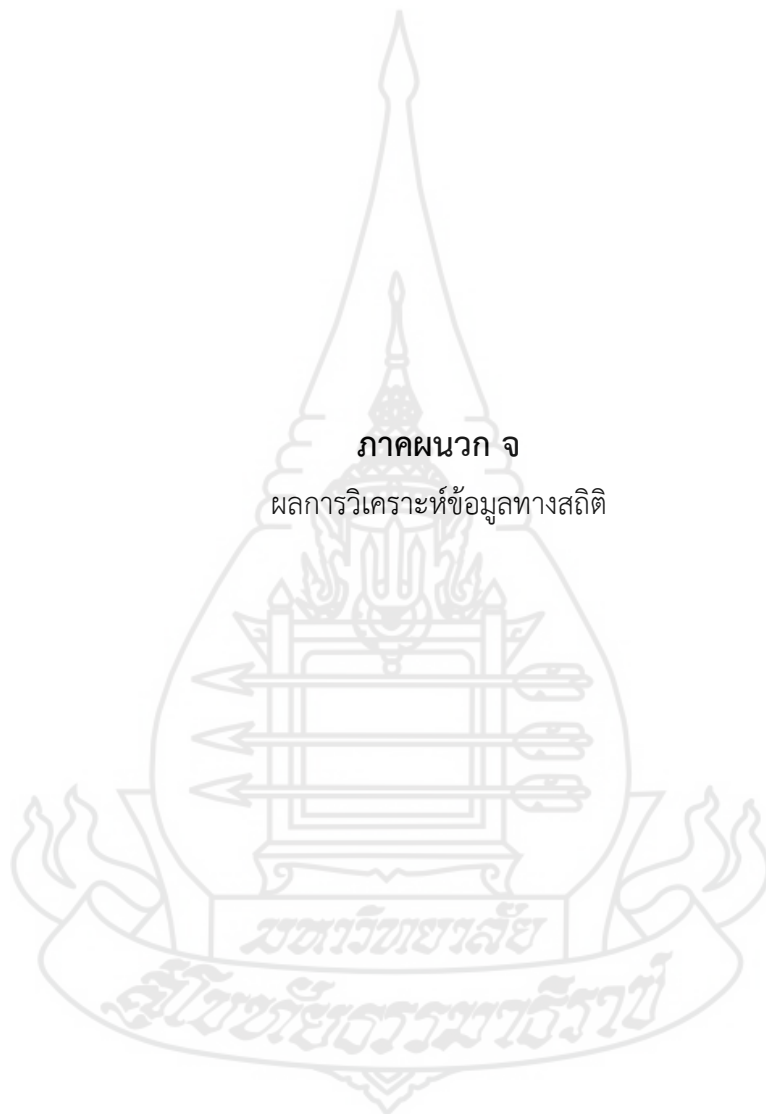 ภาคผนวก จ
ผลการวิเคราะห์ข้อมูลทางสถิติ
มหาวิทยาลัย
สุโขทัยธรรมาธิราช